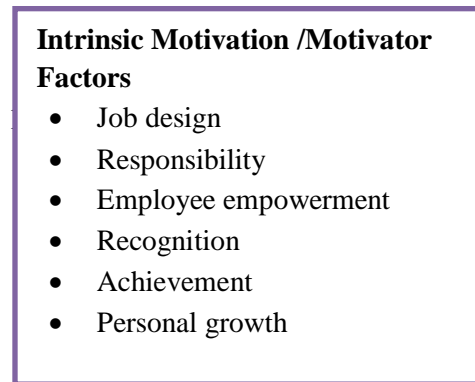 Intrinsic Motivation /Motivator
Factors
• Job design
• Responsibility
• Employee empowerment
• Recognition
• Achievement
• Personal growth